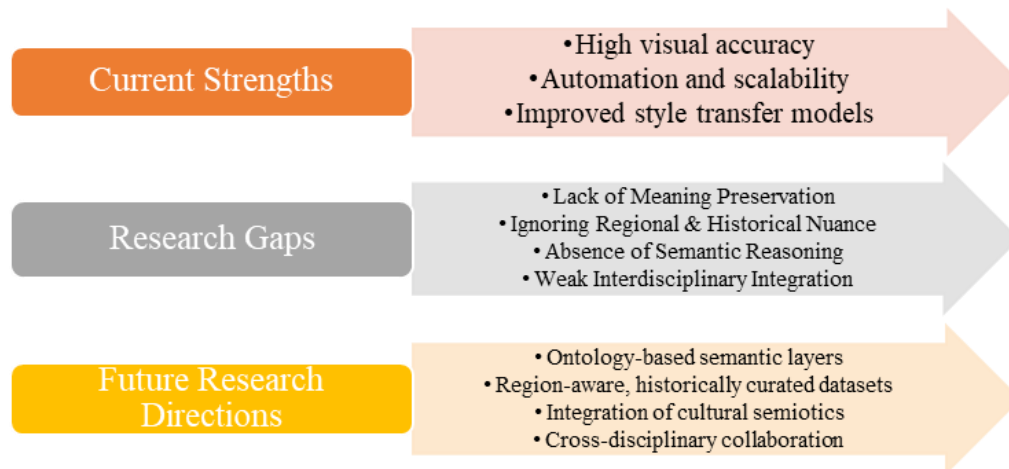 Current Strengths
•High visual accuracy
•Automation and scalability
•Improved style transfer models
Research Gaps
• Lack of Meaning Preservation
• Ignoring Regional & Historical Nuance
• Absence of Semantic Reasoning
• Weak Interdisciplinary Integration
Future Research
Directions
• Ontology-based semantic layers
• Region-aware, historically curated datasets
• Integration of cultural semiotics
• Cross-disciplinary collaboration